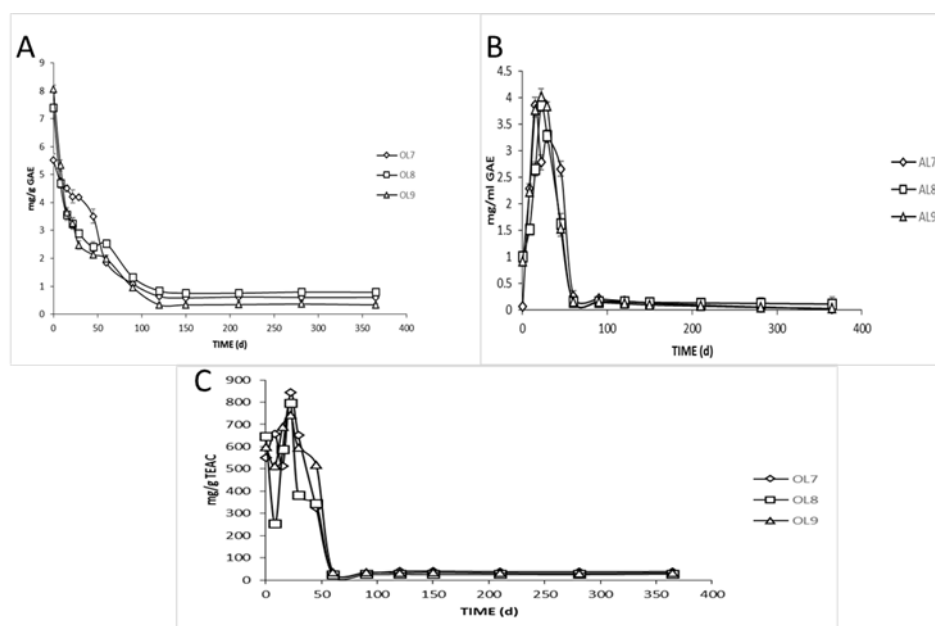 A
9
8
7
6
5
4
3
2
1
0
mg/g GAE
0 50 100 150 200 250 300 350 400
TIME (d)
OL7
OL8
OL9
B
4.5
4
3.5
3
2.5
2
1.5
1
0.5
0
mg/ml GAE
0 100 200 300 400
TIME (d)
AL7
AL8
AL9
C
900
800
700
600
500
400
300
200
100
0
mg/g TEAC
0 50 100 150 200 250 300 350 400
TIME (d)
OL7
OL8
OL9